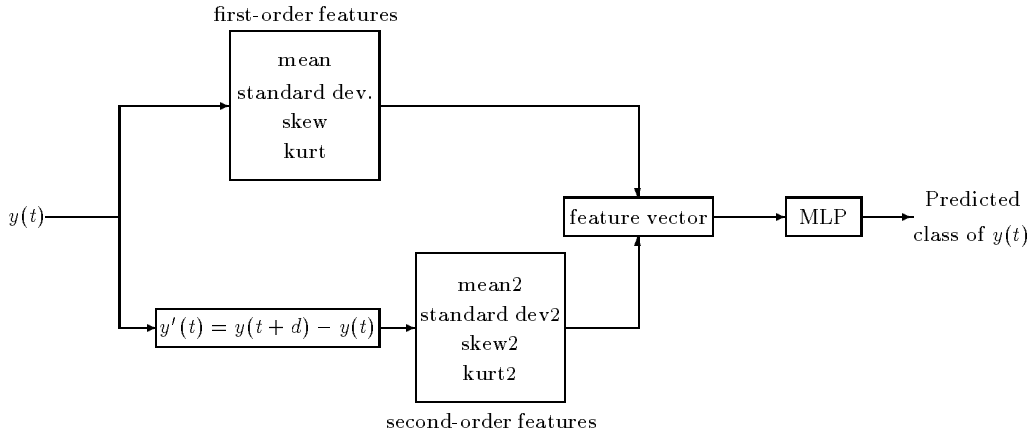 first-order features
mean
standard dev.
skew
kurt
y(t)
feature vector
MLP
Predicted
class of y(t)
y′(t) = y(t + d) − y(t)
mean2
standard dev2
skew2
kurt2
second-order features